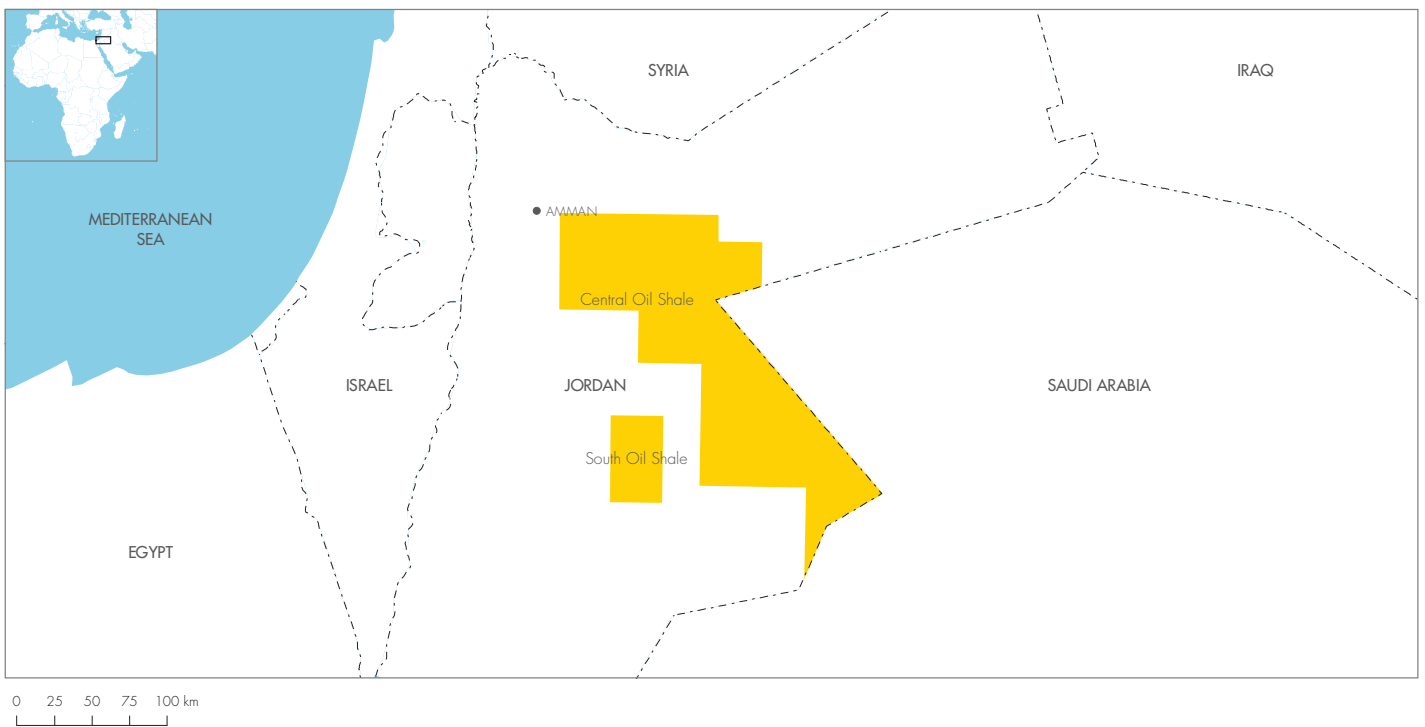 SYRIA
IRAQ
AMMAN
MEDITERRANEAN
SEA
Central Oil Shale
ISRAEL
JORDAN
SAUDI ARABIA
South Oil Shale
EGYPT
0 25 50 75 100 km